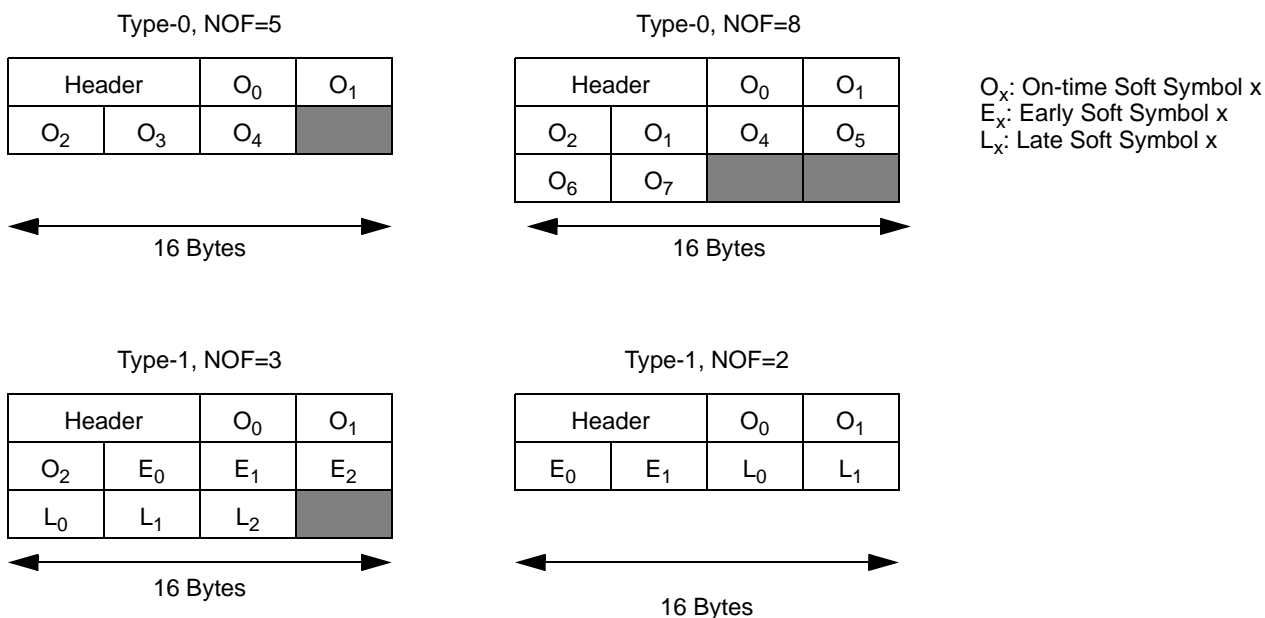 Type-0, NOF=5
Header O0 O1
O2 O3 O4
16 Bytes
Type-0, NOF=8
Header O0 O1
O2 O1 O4 O5
O6 O7
16 Bytes
Ox: On-time Soft Symbol x
Ex: Early Soft Symbol x
Lx: Late Soft Symbol x
Type-1, NOF=3
Header O0 O1
O2 E0 E1 E2
L0 L1 L2
16 Bytes
Type-1, NOF=2
Header O0 O1
E0 E1 L0 L1
16 Bytes